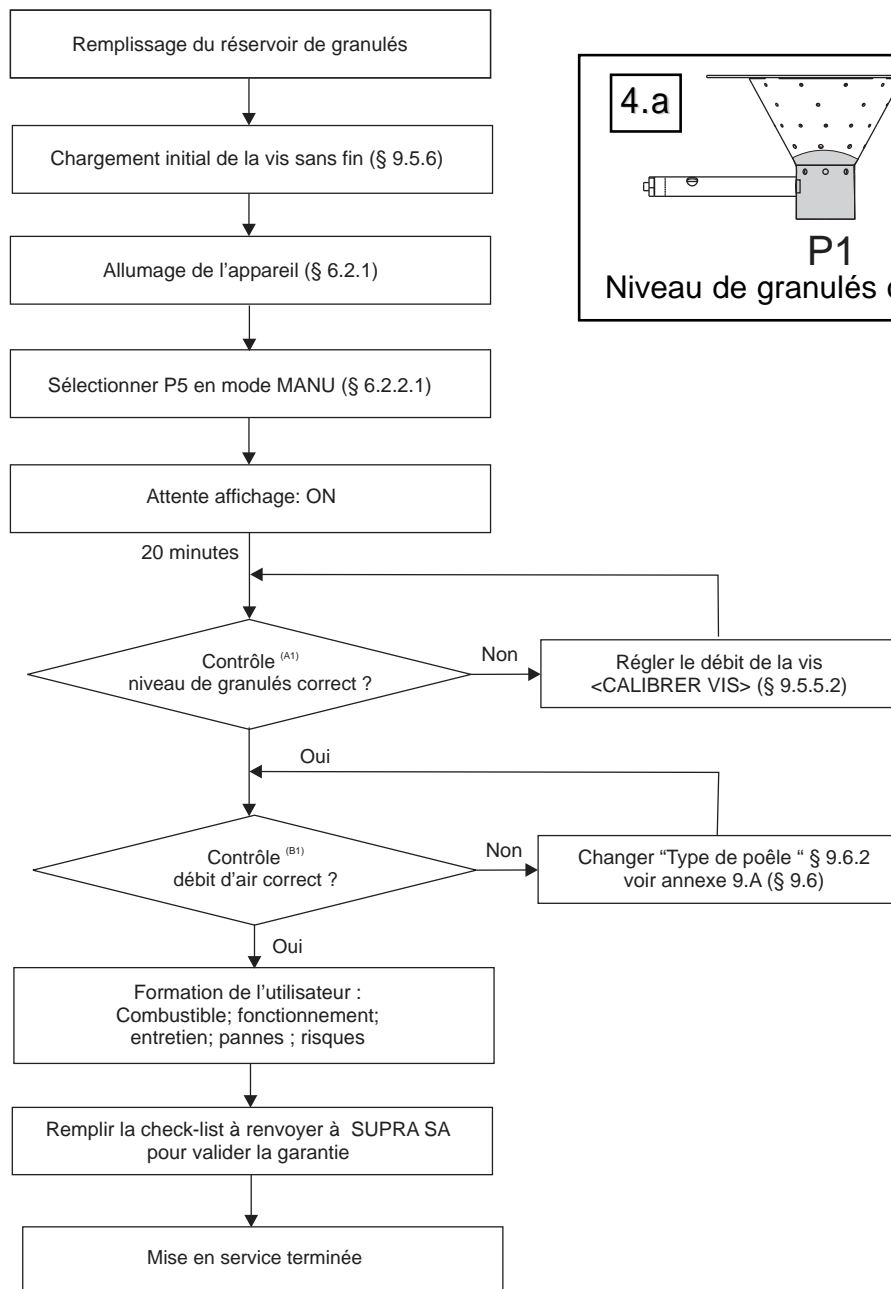 Remplissage du réservoir de granulés
Chargement initial de la vis sans fin (§ 9.5.6)
Allumage de l'appareil (§ 6.2.1)
Sélectionner P5 en mode MANU (§ 6.2.2.1)
Attente affichage: ON
20 minutes
Contrôle (A1)
niveau de granulés correct ?
Non
Régler le débit de la vis
<CALIBRER VIS> (§ 9.5.5.2)
Oui
Contrôle (B1)
débit d'air correct ?
Non
Changer “Type de poêle “ § 9.6.2
voir annexe 9.A (§ 9.6)
Oui
Formation de l’utilisateur :
Combustible; fonctionnement;
entretien; pannes ; risques
Remplir la check-list à renvoyer à SUPRA SA
pour valider la garantie
Mise en service terminée
4.a
P1
Niveau de granulés